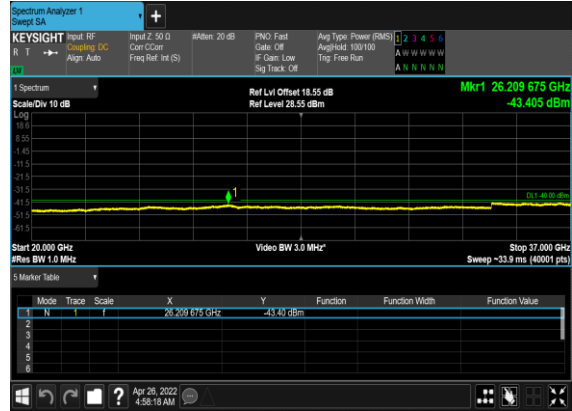 Spectrum Analyzer 1
Swept SA
+
KEYSIGHT Input: RF Input Z: 50 Ω #Atten: 20 dB PNO: Fast Avg Type: Power (RMS) 1 2 3 4 5 6
R T Coupling: DC Corr CCorr Gate: Off Avg|Hold: 100/100 A W W W W W
Align: Auto Freq Ref: Int (S) IF Gain: Low Trig: Free Run
Sig Track: Off A N N N N N
1 Spectrum Ref Lvl Offset 18.55 dB Mkr1 26.209 675 GHz
Scale/Div 10 dB Ref Level 28.55 dBm -43.405 dBm
Log
18.6
8.55
-1.45
-11.5
-21.5
-31.5 1 DL1 -40.00 dBm
-41.5
-51.5
-61.5
Start 20.000 GHz Video BW 3.0 MHz* Stop 37.000 GHz
#Res BW 1.0 MHz Sweep ~33.9 ms (40001 pts)
5 Marker Table
Mode Trace Scale X Y Function Function Width Function Value
1 N 1 f 26.209 675 GHz -43.40 dBm
2
3
4
5
6
? Apr 26, 2022
4:58:18 AM